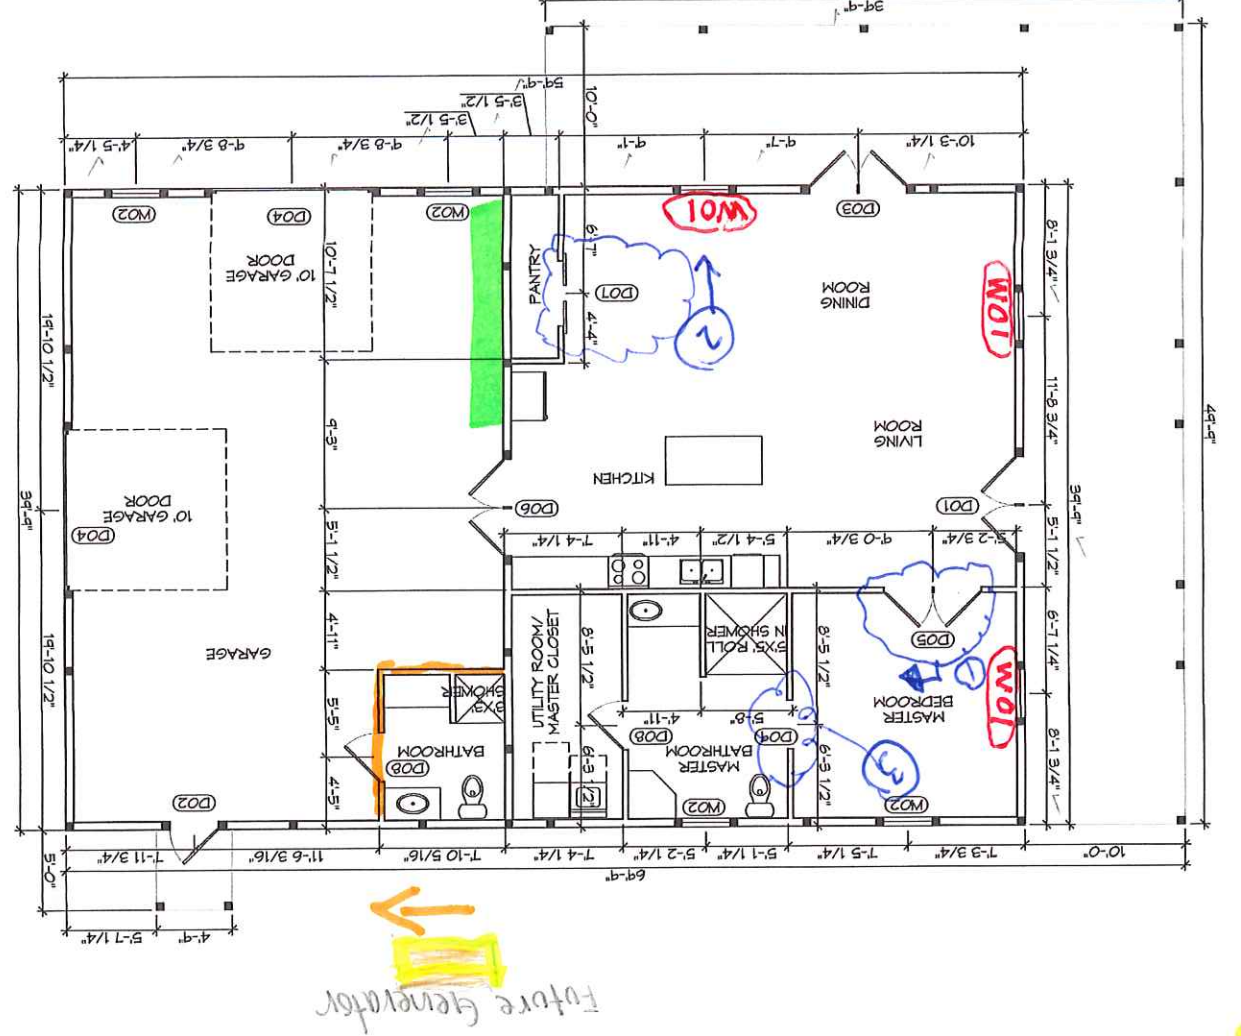 Future Generator
4'-9"
5'-7 1/4"
5'-0"
69'-9"
10'-0"
7'-3 3/4"
7'-5 1/4"
5'-1 1/4"
5'-2 1/4"
7'-4 1/4"
7'-10 5/16"
11'-6 3/16"
7'-11 3/4"
W02
W02
D02
3
1
8'-1 3/4"
6'-3 1/2"
6'-3 1/2"
4'-5"
D09
D08
D08
MASTER
BATHROOM
BATHROOM
W01
MASTER
BEDROOM
5'-8"
4'-11"
UTILITY ROOM/
MASTER CLOSET
3'X3'
SHOWER
5'-5"
19'-10 1/2"
D05
6'-7 1/4"
8'-5 1/2"
5'X5' ROLL
IN SHOWER
8'-5 1/2"
4'-11"
GARAGE
5'-2 3/4"
9'-0 3/4"
5'-4 1/2"
4'-11"
7'-4 1/4"
5'-1 1/2"
5'-1 1/2"
D01
D06
D04
10' GARAGE
DOOR
39'-9"
39'-9"
49'-9"
KITCHEN
LIVING
ROOM
11'-8 3/4"
9'-3"
W01
DINING
ROOM
2
D07
4'-4"
6'-7"
PANTRY
10'-7 1/2"
10' GARAGE
DOOR
19'-10 1/2"
8'-1 3/4"
D03
W01
W02
D04
W02
10'-3 1/4"
9'-7"
9'-1"
3'-5 1/2"
3'-5 1/2"
9'-8 3/4"
9'-8 3/4"
4'-5 1/4"
10'-0"
59'-9"
39'-9"